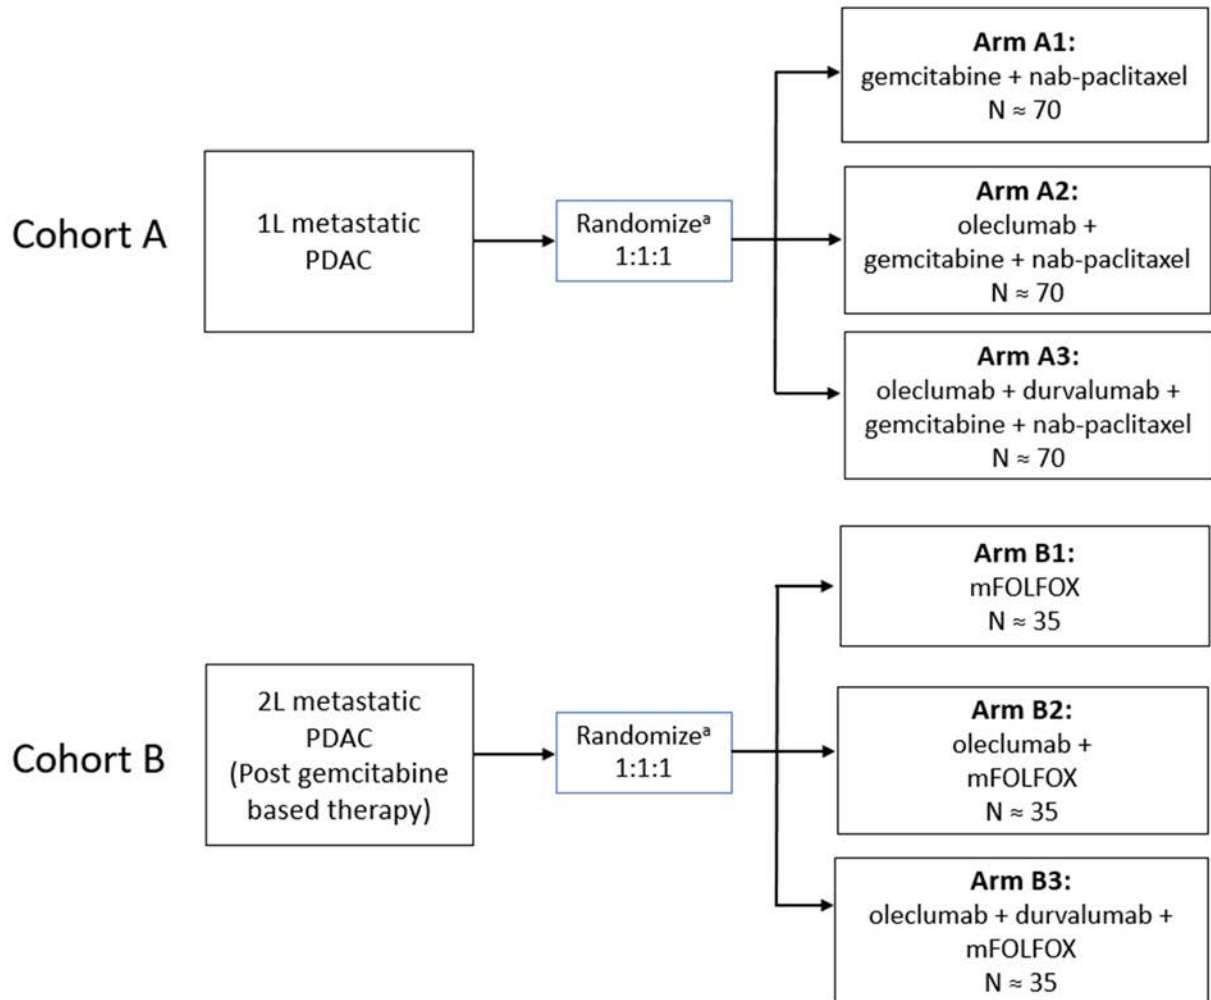 Cohort A
1L metastatic
PDAC
Randomizeᵃ
1:1:1
Arm A1:
gemcitabine + nab-paclitaxel
N ≈ 70
Arm A2:
oleclumab +
gemcitabine + nab-paclitaxel
N ≈ 70
Arm A3:
oleclumab + durvalumab +
gemcitabine + nab-paclitaxel
N ≈ 70
Cohort B
2L metastatic
PDAC
(Post gemcitabine
based therapy)
Randomizeᵃ
1:1:1
Arm B1:
mFOLFOX
N ≈ 35
Arm B2:
oleclumab +
mFOLFOX
N ≈ 35
Arm B3:
oleclumab + durvalumab +
mFOLFOX
N ≈ 35